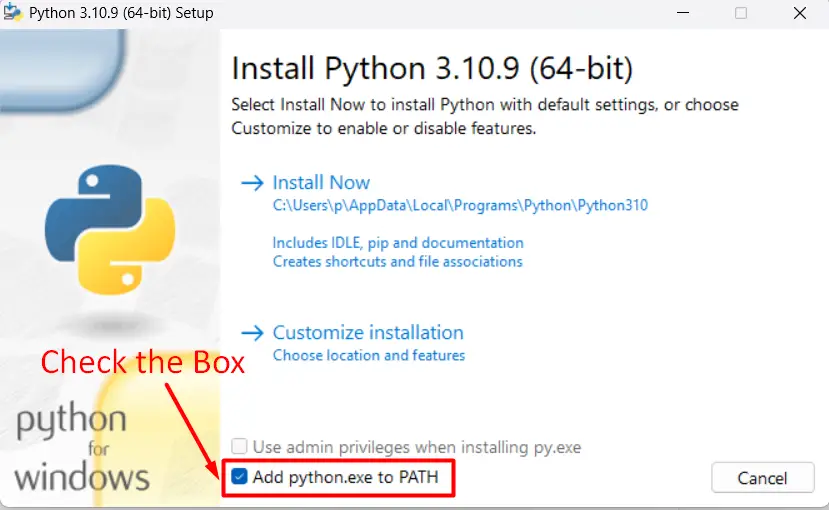 Python 3.10.9 (64-bit) Setup
Install Python 3.10.9 (64-bit)
Select Install Now to install Python with default settings, or choose
Customize to enable or disable features.
Install Now
C:\Users\p\AppData\Local\Programs\Python\Python310
Includes IDLE, pip and documentation
Creates shortcuts and file associations
Customize installation
Choose location and features
Check the Box
python
for
windows
Use admin privileges when installing py.exe
Add python.exe to PATH
Cancel